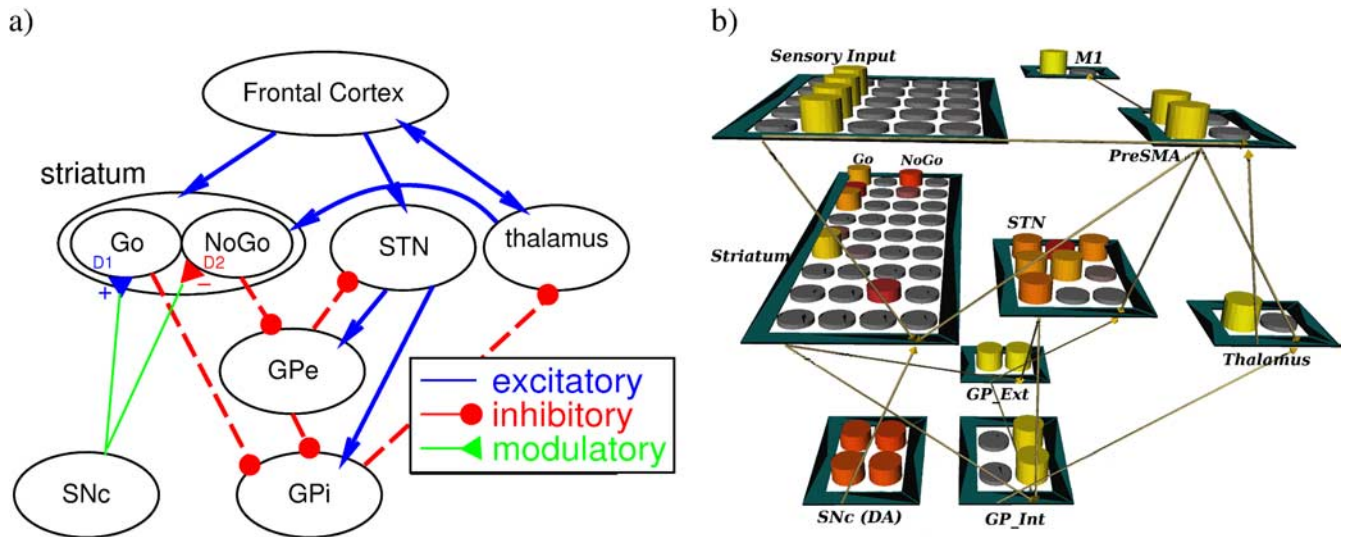 a)
Frontal Cortex
striatum
Go
NoGo
D1
D2
+
−
STN
thalamus
GPe
excitatory
inhibitory
modulatory
SNc
GPi
b)
Sensory Input
M1
PreSMA
Go
NoGo
Striatum
STN
Thalamus
GP_Ext
SNc (DA)
GP_Int